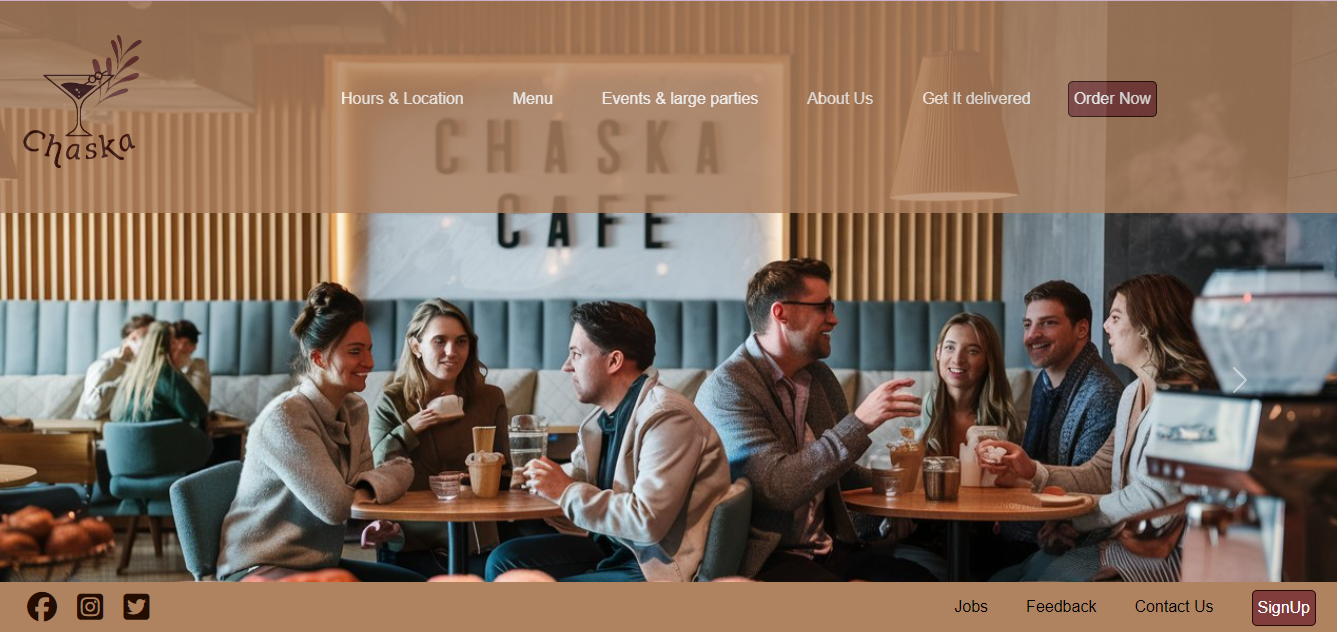 Chaska
Hours & Location
Menu
Events & large parties
About Us
Get It delivered
Order Now
CHASKA
CAFE
Jobs
Feedback
Contact Us
SignUp